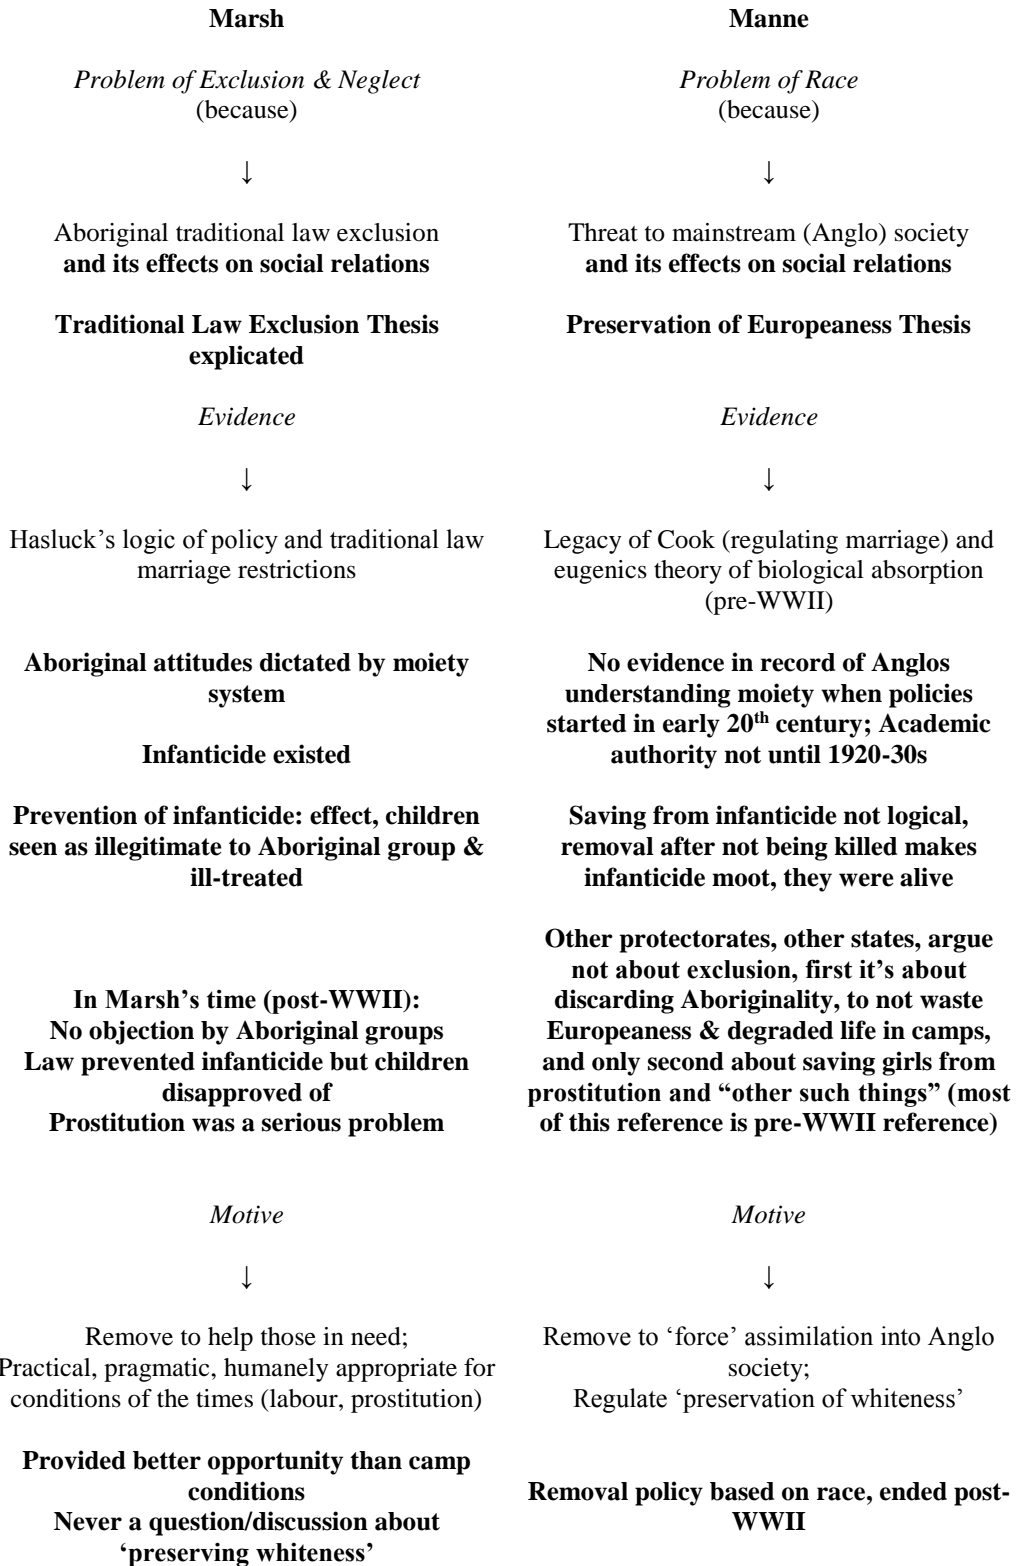 Marsh
Problem of Exclusion & Neglect
(because)
↓
Aboriginal traditional law exclusion
and its effects on social relations
Traditional Law Exclusion Thesis
explicated
Evidence
↓
Hasluck’s logic of policy and traditional law
marriage restrictions
Aboriginal attitudes dictated by moiety
system
Infanticide existed
Prevention of infanticide: effect, children
seen as illegitimate to Aboriginal group &
ill-treated
In Marsh’s time (post-WWII):
No objection by Aboriginal groups
Law prevented infanticide but children
disapproved of
Prostitution was a serious problem
Motive
↓
Remove to help those in need;
Practical, pragmatic, humanely appropriate for
conditions of the times (labour, prostitution)
Provided better opportunity than camp
conditions
Never a question/discussion about
‘preserving whiteness’
Manne
Problem of Race
(because)
↓
Threat to mainstream (Anglo) society
and its effects on social relations
Preservation of Europeaness Thesis
Evidence
↓
Legacy of Cook (regulating marriage) and
eugenics theory of biological absorption
(pre-WWII)
No evidence in record of Anglos
understanding moiety when policies
started in early 20th century; Academic
authority not until 1920-30s
Saving from infanticide not logical,
removal after not being killed makes
infanticide moot, they were alive
Other protectorates, other states, argue
not about exclusion, first it’s about
discarding Aboriginality, to not waste
Europeaness & degraded life in camps,
and only second about saving girls from
prostitution and “other such things” (most
of this reference is pre-WWII reference)
Motive
↓
Remove to ‘force’ assimilation into Anglo
society;
Regulate ‘preservation of whiteness’
Removal policy based on race, ended post-
WWII